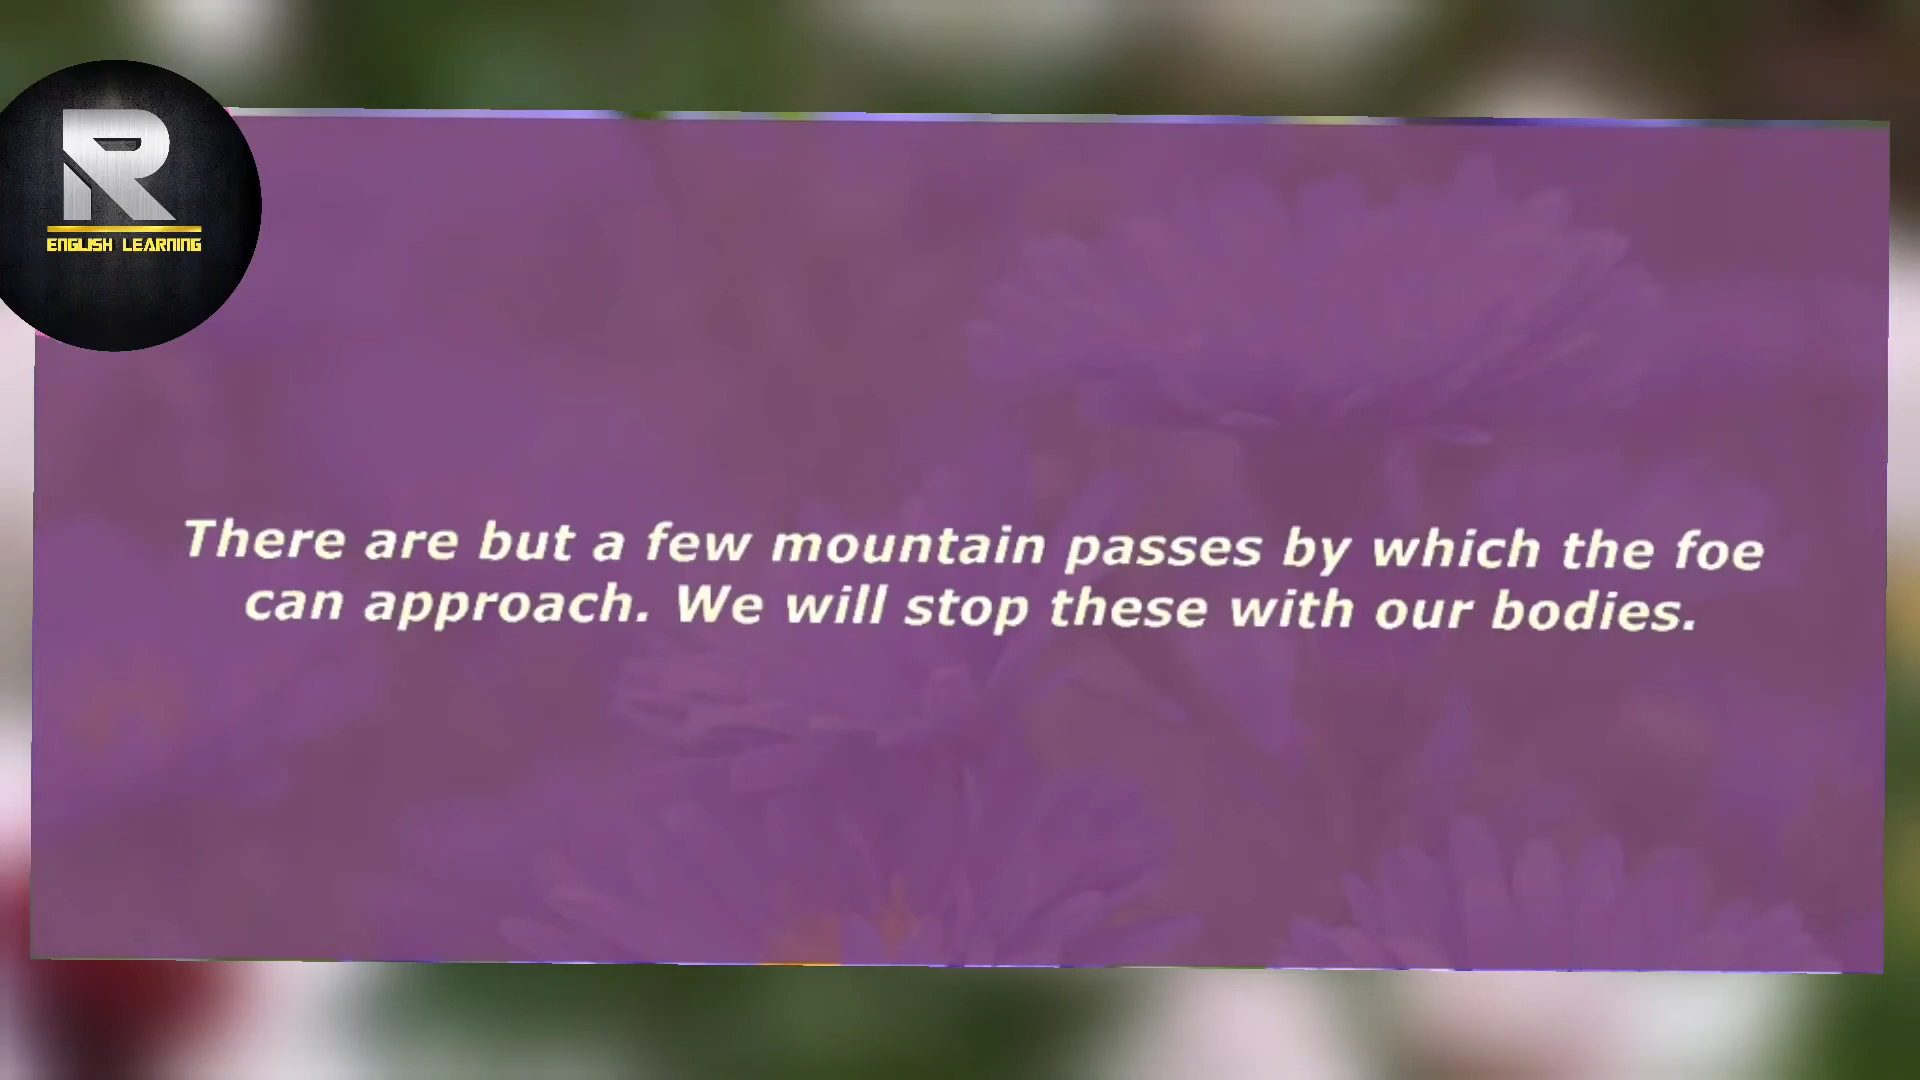 R
ENGLISH LEARNING
There are but a few mountain passes by which the foe
can approach. We will stop these with our bodies.